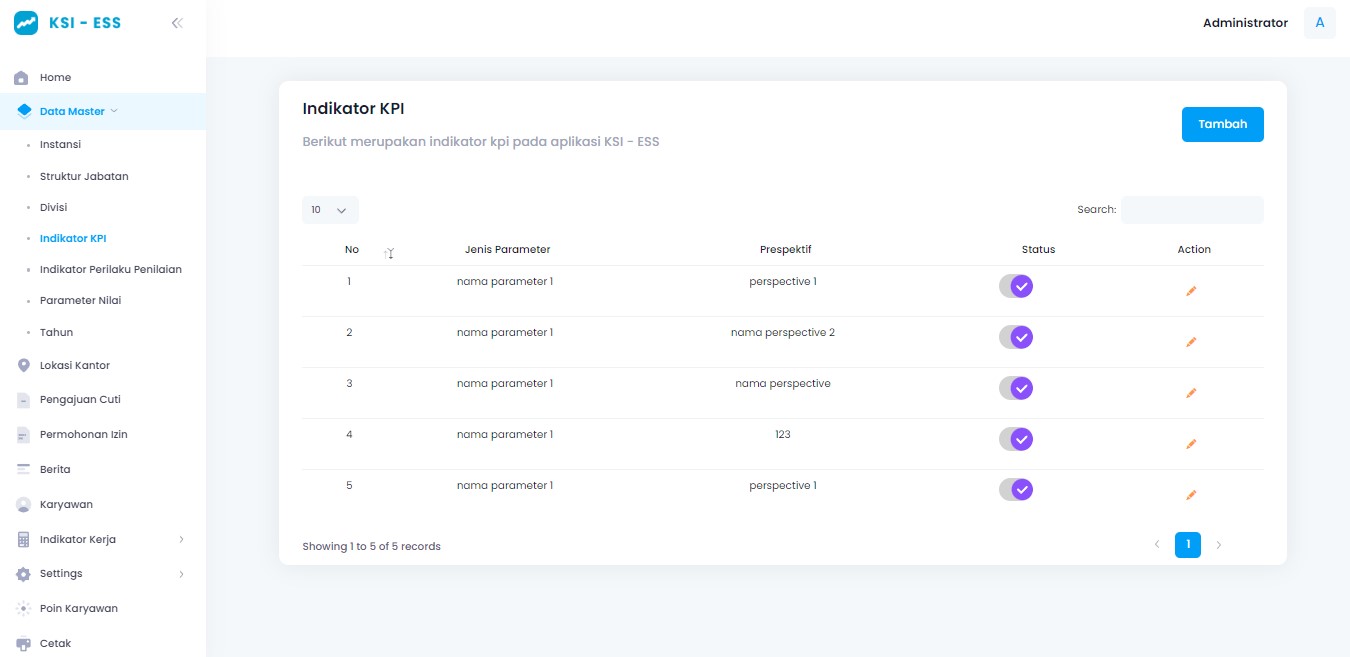 KSI - ESS
Administrator
A
Home
Data Master
Instansi
Struktur Jabatan
Divisi
Indikator KPI
Indikator Perilaku Penilaian
Parameter Nilai
Tahun
Lokasi Kantor
Pengajuan Cuti
Permohonan Izin
Berita
Karyawan
Indikator Kerja
Settings
Poin Karyawan
Cetak
Indikator KPI
Berikut merupakan indikator kpi pada aplikasi KSI - ESS
Tambah
10
Search:
No Jenis Parameter Prespektif Status Action
1 nama parameter 1 perspective 1
2 nama parameter 1 nama perspective 2
3 nama parameter 1 nama perspective
4 nama parameter 1 123
5 nama parameter 1 perspective 1
Showing 1 to 5 of 5 records
1